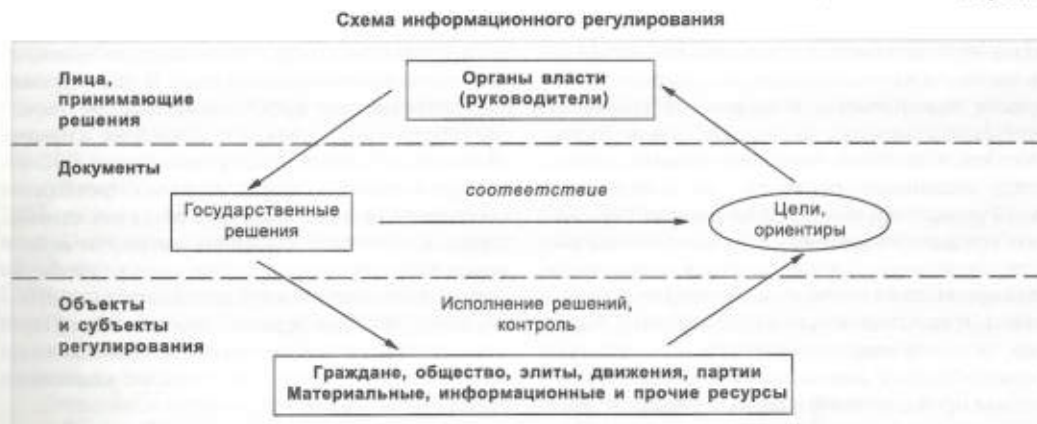 Схема информационного регулирования
Лица,
принимающие
решения
Органы власти
(руководители)
Документы
соответствие
Государственные
решения
Цели,
ориентиры
Объекты
и субъекты
регулирования
Исполнение решений,
контроль
Граждане, общество, элиты, движения, партии
Материальные, информационные и прочие ресурсы